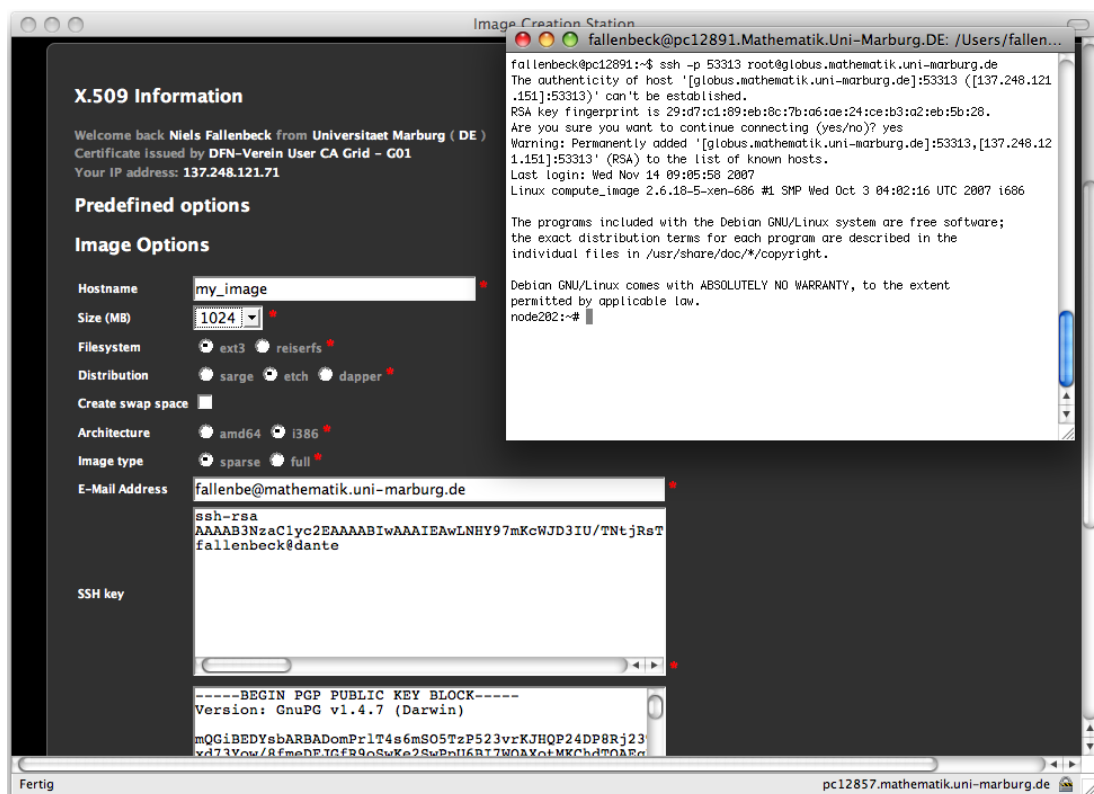 Image Creation Station
X.509 Information
Welcome back Niels Fallenbeck from Universitaet Marburg ( DE )
Certificate issued by DFN-Verein User CA Grid - G01
Your IP address: 137.248.121.71
Predefined options
Image Options
Hostname my_image *
Size (MB) 1024 *
Filesystem ext3 reiserfs *
Distribution sarge etch dapper *
Create swap space
Architecture amd64 i386 *
Image type sparse full *
E-Mail Address fallenbe@mathematik.uni-marburg.de *
SSH key
ssh-rsa
AAAAB3NzaC1yc2EAAAABIwAAAIEAwLNHY97mKcWJD3IU/TNtjRsT
fallenbeck@dante
*
-----BEGIN PGP PUBLIC KEY BLOCK-----
Version: GnuPG v1.4.7 (Darwin)
mQGiBEDYsbARBADomPrlT4s6mSO5TzP523vrKJHQP24DP8Rj23
fallenbeck@pc12891.Mathematik.Uni-Marburg.DE: /Users/fallen...
fallenbeck@pc12891:~$ ssh -p 53313 root@globus.mathematik.uni-marburg.de
The authenticity of host '[globus.mathematik.uni-marburg.de]:53313 ([137.248.121
.151]:53313)' can't be established.
RSA key fingerprint is 29:d7:c1:89:eb:8c:7b:a6:ae:24:ce:b3:a2:eb:5b:28.
Are you sure you want to continue connecting (yes/no)? yes
Warning: Permanently added '[globus.mathematik.uni-marburg.de]:53313,[137.248.12
1.151]:53313' (RSA) to the list of known hosts.
Last login: Wed Nov 14 09:05:58 2007
Linux compute_image 2.6.18-5-xen-686 #1 SMP Wed Oct 3 04:02:16 UTC 2007 i686
The programs included with the Debian GNU/Linux system are free software;
the exact distribution terms for each program are described in the
individual files in /usr/share/doc/*/copyright.
Debian GNU/Linux comes with ABSOLUTELY NO WARRANTY, to the extent
permitted by applicable law.
node202:~#
Fertig
pc12857.mathematik.uni-marburg.de